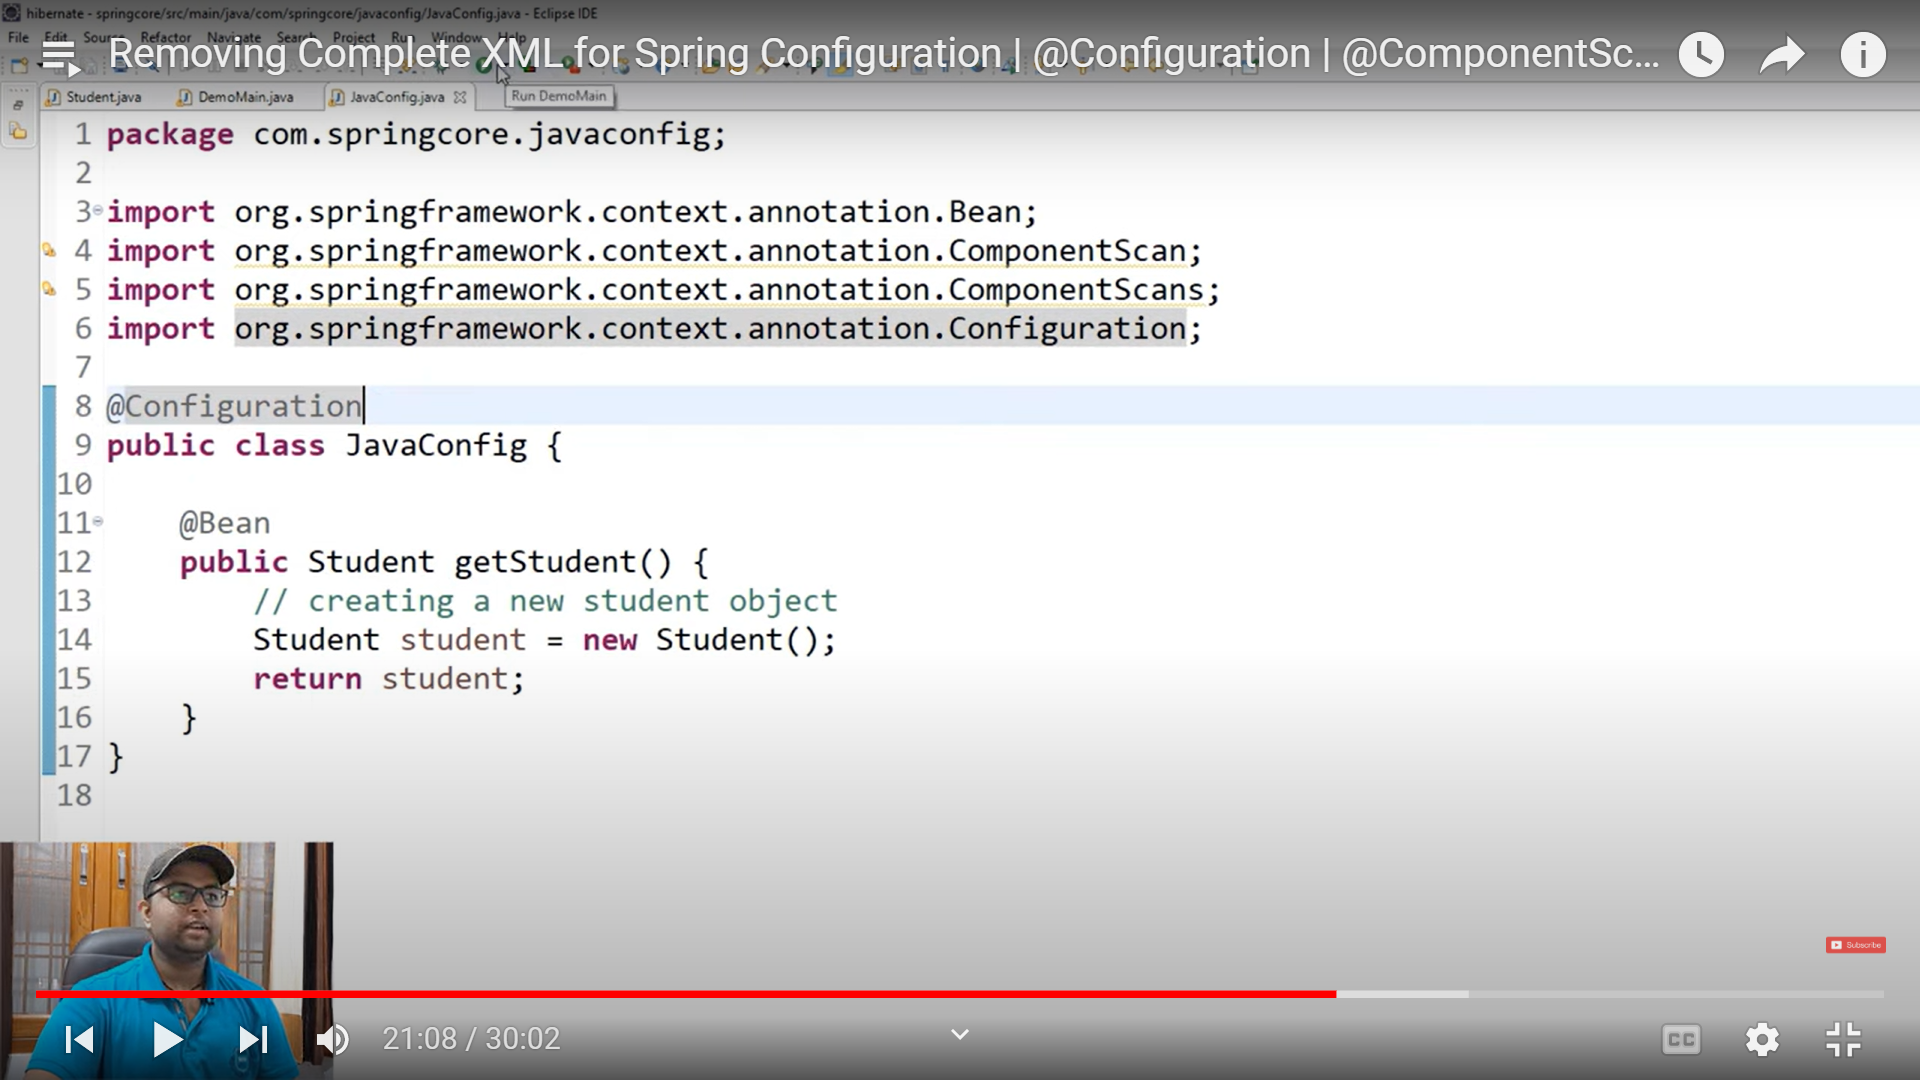 hibernate - springcore/src/main/java/com/springcore/javaconfig/JavaConfig.java - Eclipse IDE
File Edit Source Refactor Navigate Search Project Run Window Help
Removing Complete XML for Spring Configuration | @Configuration | @ComponentSc...
Student.java DemoMain.java JavaConfig.java Run DemoMain
1 package com.springcore.javaconfig;
2
3 import org.springframework.context.annotation.Bean;
4 import org.springframework.context.annotation.ComponentScan;
5 import org.springframework.context.annotation.ComponentScans;
6 import org.springframework.context.annotation.Configuration;
7
8 @Configuration
9 public class JavaConfig {
10
11 @Bean
12 public Student getStudent() {
13 // creating a new student object
14 Student student = new Student();
15 return student;
16 }
17 }
18
Subscribe
21:08 / 30:02
CC